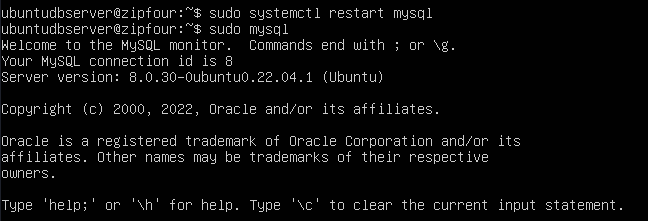 ubuntudbserver@zipfour:~$ sudo systemctl restart mysql
ubuntudbserver@zipfour:~$ sudo mysql
Welcome to the MySQL monitor.  Commands end with ; or \g.
Your MySQL connection id is 8
Server version: 8.0.30-0ubuntu0.22.04.1 (Ubuntu)

Copyright (c) 2000, 2022, Oracle and/or its affiliates.

Oracle is a registered trademark of Oracle Corporation and/or its
affiliates. Other names may be trademarks of their respective
owners.

Type 'help;' or '\h' for help. Type '\c' to clear the current input statement.